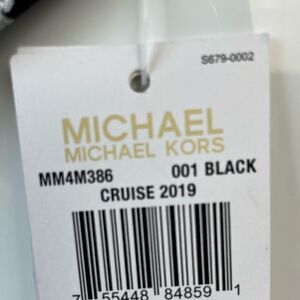 S679-0002
MICHAEL
MICHAEL KORS
MM4M386 001 BLACK
CRUISE 2019
7 55448 84859 1